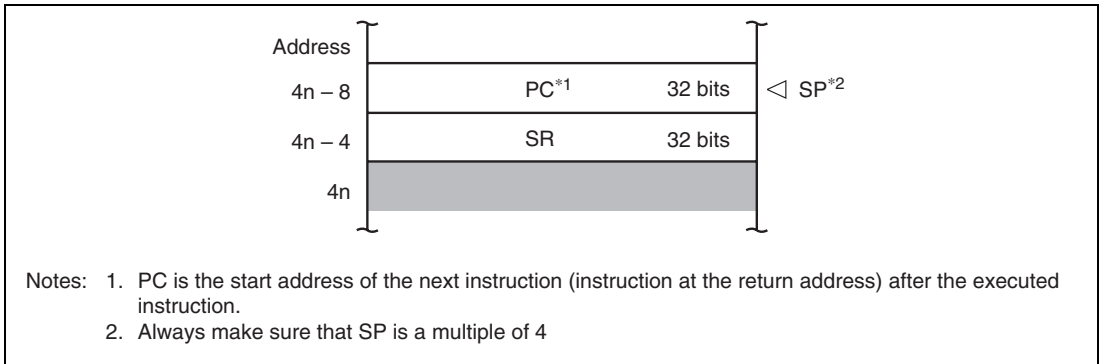 Address
4n – 8 PC*1 32 bits ◁ SP*2
4n – 4 SR 32 bits
4n
Notes: 1. PC is the start address of the next instruction (instruction at the return address) after the executed
instruction.
2. Always make sure that SP is a multiple of 4